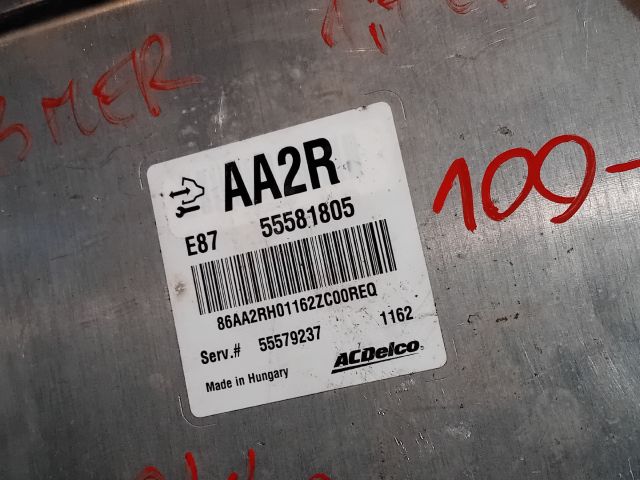 AA2R
E87 55581805
86AA2RH01162ZC00REQ
Serv.# 55579237 1162
Made in Hungary ACDelco
109-